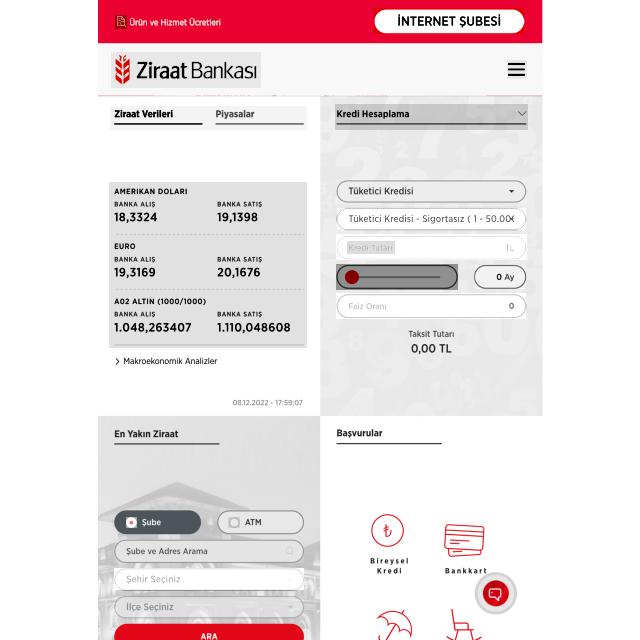 Ürün ve Hizmet Ücretleri
İNTERNET ŞUBESİ
Ziraat Bankası
Ziraat Verileri
Piyasalar
AMERIKAN DOLARI
BANKA ALIŞ
BANKA SATIŞ
18,3324
19,1398
EURO
BANKA ALIŞ
BANKA SATIŞ
19,3169
20,1676
A02 ALTIN (1000/1000)
BANKA ALIŞ
BANKA SATIŞ
1.048,263407
1.110,048608
Makroekonomik Analizler
08.12.2022 - 17:59:07
Kredi Hesaplama
Tüketici Kredisi
Tüketici Kredisi - Sigortasız ( 1 - 50.00
Kredi Tutarı
TL
0 Ay
Faiz Oranı
0
Taksit Tutarı
0,00 TL
En Yakın Ziraat
Şube
ATM
Şube ve Adres Arama
Şehir Seçiniz
İlçe Seçiniz
ARA
Başvurular
Bireysel
Kredi
Bankkart